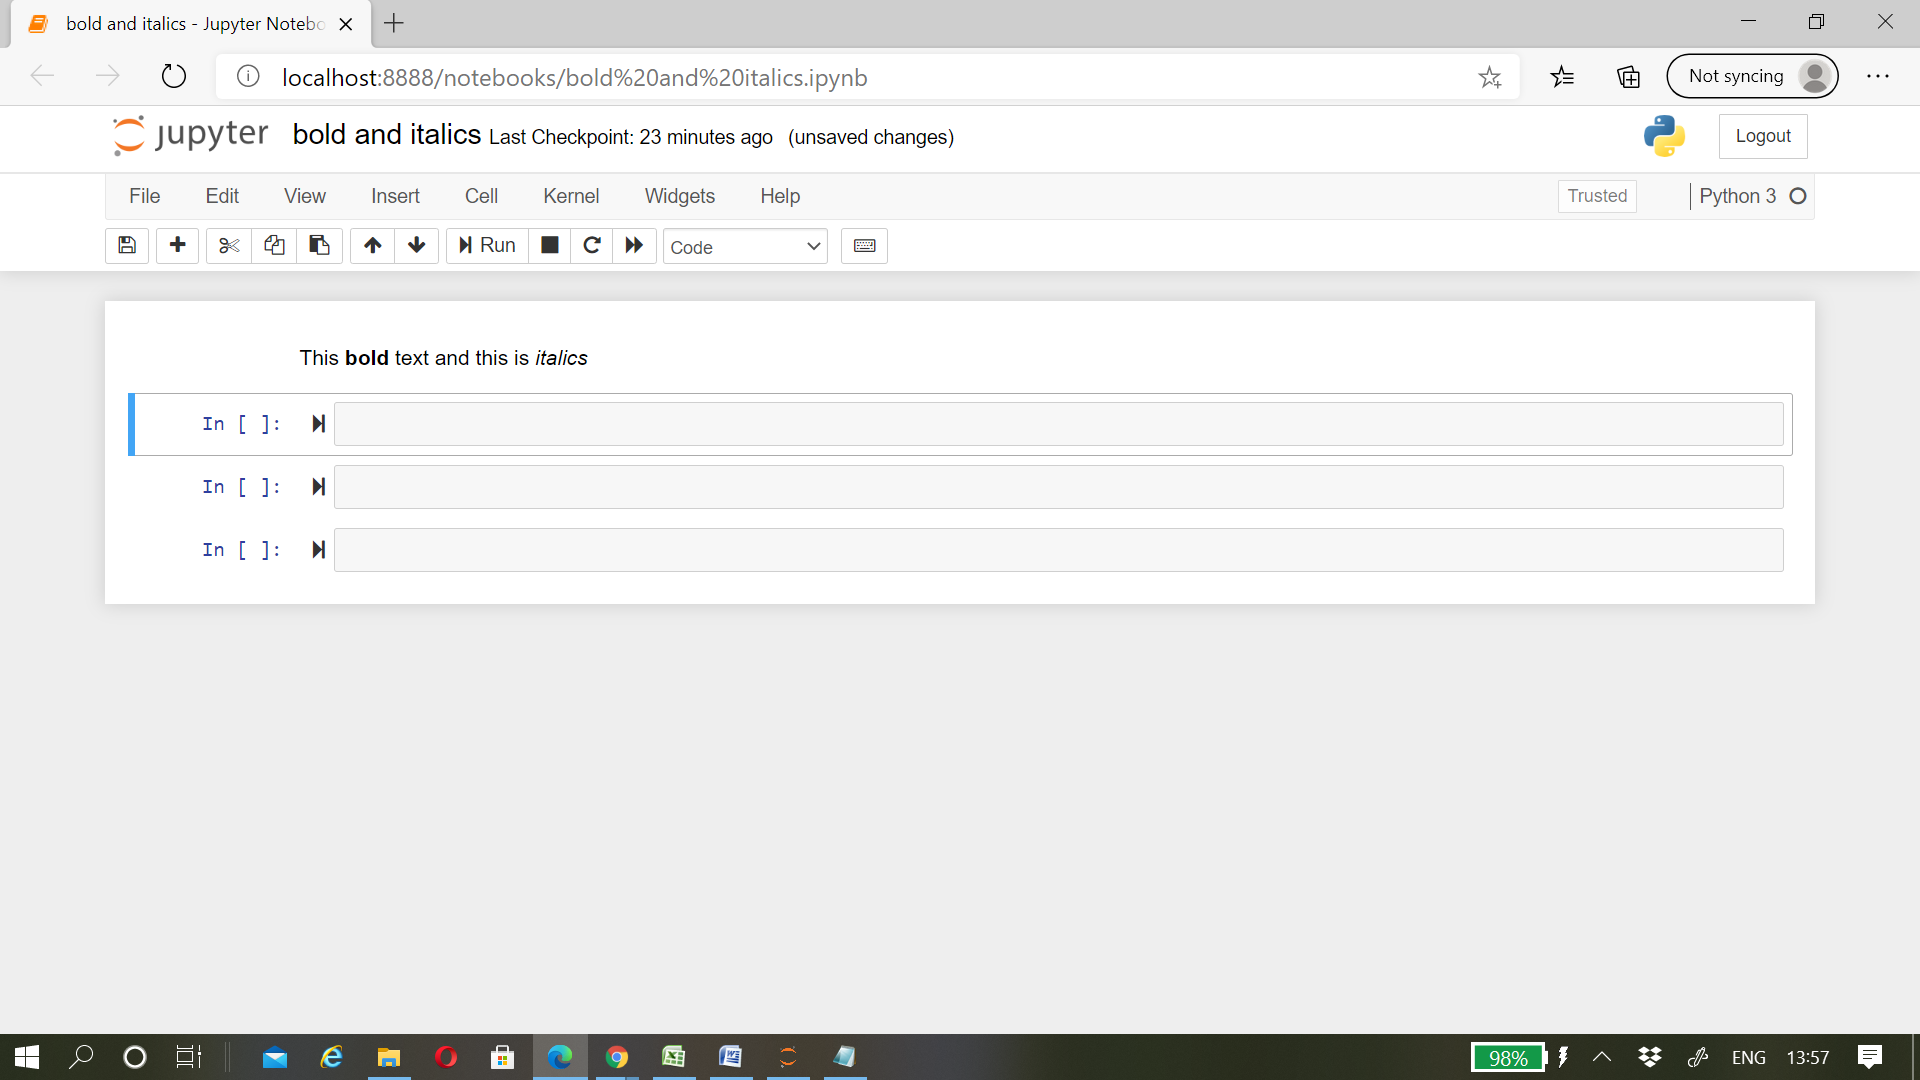 bold and italics - Jupyter Notebo
localhost:8888/notebooks/bold%20and%20italics.ipynb
Not syncing
jupyter bold and italics Last Checkpoint: 23 minutes ago (unsaved changes)
Logout
File Edit View Insert Cell Kernel Widgets Help
Trusted
Python 3
Run
Code
This bold text and this is italics
In [ ]:
In [ ]:
In [ ]:
98%
ENG
13:57